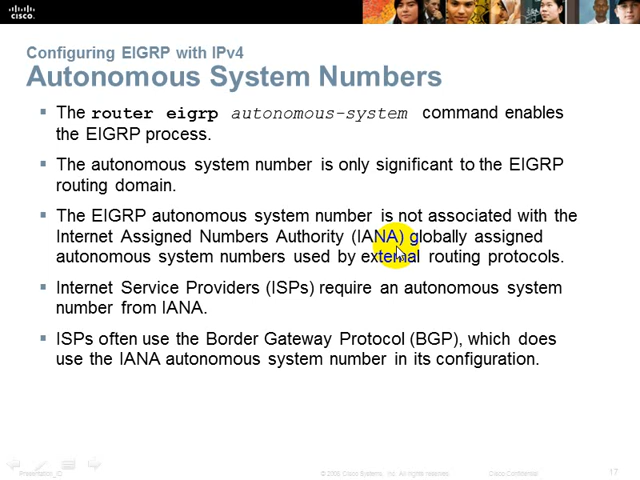 CISCO.
Configuring EIGRP with IPv4
Autonomous System Numbers
▪ The router eigrp autonomous-system command enables
the EIGRP process.
▪ The autonomous system number is only significant to the EIGRP
routing domain.
▪ The EIGRP autonomous system number is not associated with the
Internet Assigned Numbers Authority (IANA) globally assigned
autonomous system numbers used by external routing protocols.
▪ Internet Service Providers (ISPs) require an autonomous system
number from IANA.
▪ ISPs often use the Border Gateway Protocol (BGP), which does
use the IANA autonomous system number in its configuration.
Presentation_ID © 2008 Cisco Systems, Inc. All rights reserved. Cisco Confidential 17